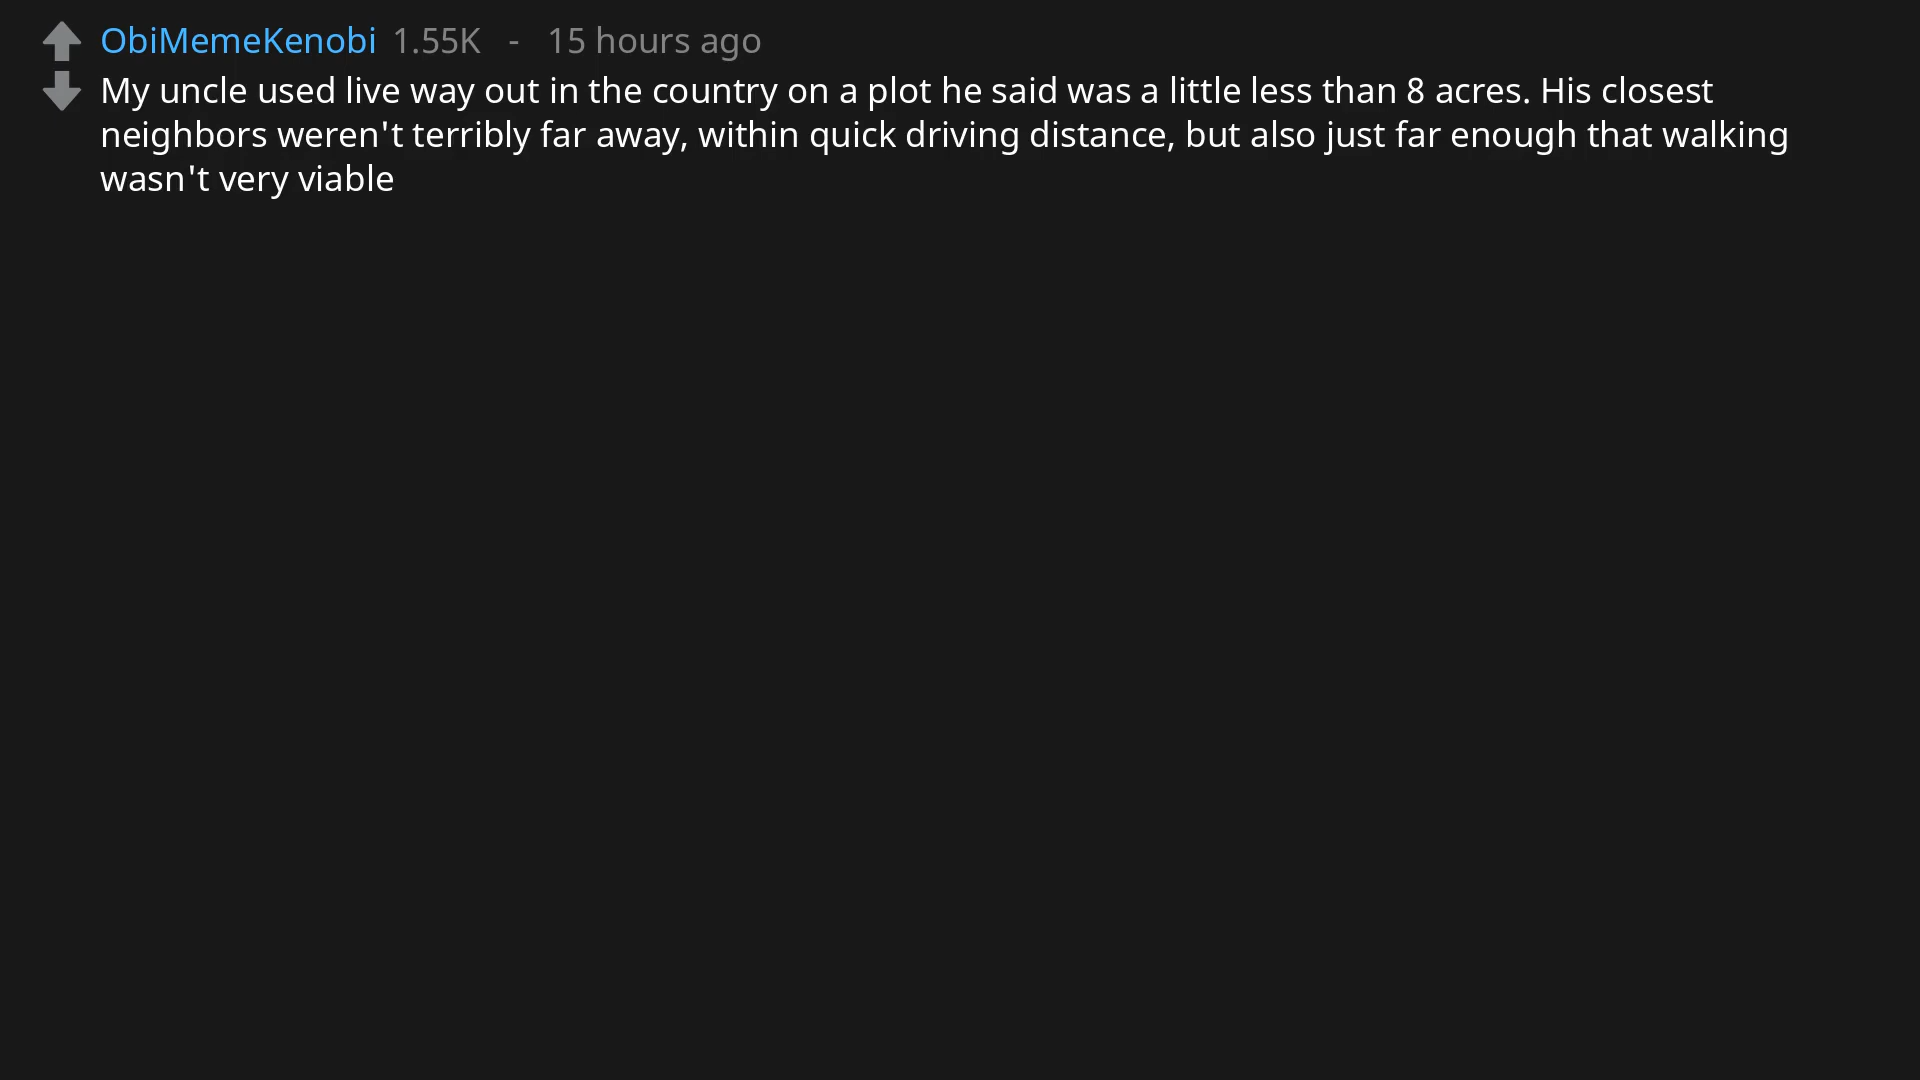 ObiMemeKenobi 1.55K - 15 hours ago
My uncle used live way out in the country on a plot he said was a little less than 8 acres. His closest
neighbors weren't terribly far away, within quick driving distance, but also just far enough that walking
wasn't very viable